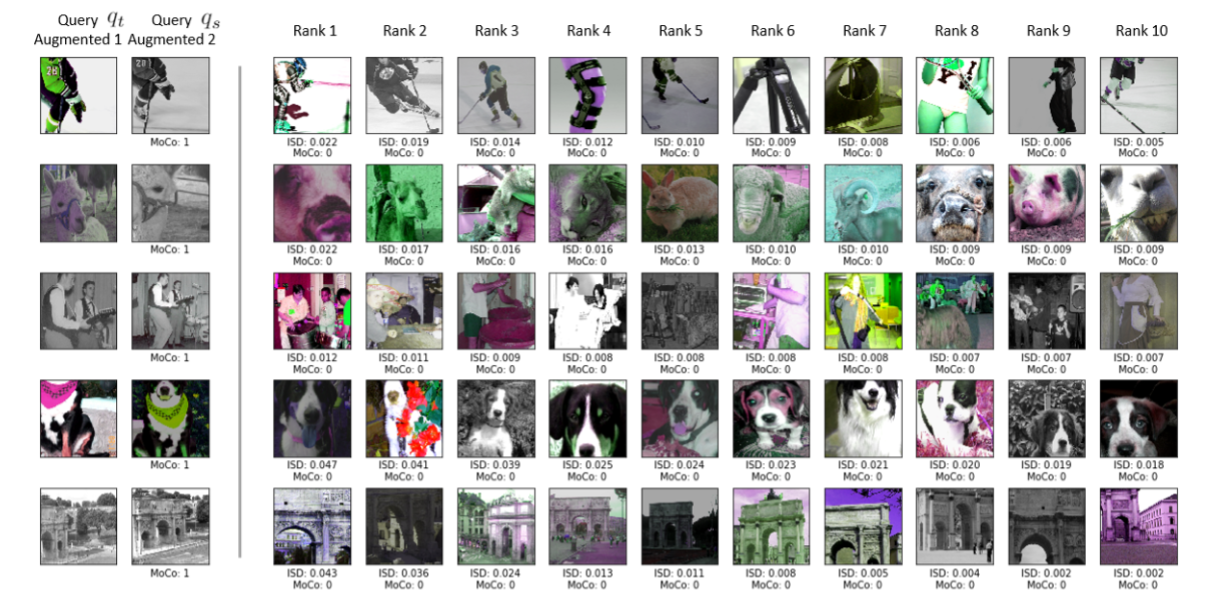 Query q_t Query q_s Rank 1 Rank 2 Rank 3 Rank 4 Rank 5 Rank 6 Rank 7 Rank 8 Rank 9 Rank 10
Augmented 1 Augmented 2
28 20
MoCo: 1 ISD: 0.022 ISD: 0.019 ISD: 0.014 ISD: 0.012 ISD: 0.010 ISD: 0.009 ISD: 0.008 ISD: 0.006 ISD: 0.006 ISD: 0.005
MoCo: 0 MoCo: 0 MoCo: 0 MoCo: 0 MoCo: 0 MoCo: 0 MoCo: 0 MoCo: 0 MoCo: 0 MoCo: 0
MoCo: 1 ISD: 0.022 ISD: 0.017 ISD: 0.016 ISD: 0.016 ISD: 0.013 ISD: 0.010 ISD: 0.010 ISD: 0.009 ISD: 0.009 ISD: 0.009
MoCo: 0 MoCo: 0 MoCo: 0 MoCo: 0 MoCo: 0 MoCo: 0 MoCo: 0 MoCo: 0 MoCo: 0 MoCo: 0
MoCo: 1 ISD: 0.012 ISD: 0.011 ISD: 0.009 ISD: 0.008 ISD: 0.008 ISD: 0.008 ISD: 0.008 ISD: 0.007 ISD: 0.007 ISD: 0.007
MoCo: 0 MoCo: 0 MoCo: 0 MoCo: 0 MoCo: 0 MoCo: 0 MoCo: 0 MoCo: 0 MoCo: 0 MoCo: 0
MoCo: 1 ISD: 0.047 ISD: 0.041 ISD: 0.039 ISD: 0.025 ISD: 0.024 ISD: 0.023 ISD: 0.021 ISD: 0.020 ISD: 0.019 ISD: 0.018
MoCo: 0 MoCo: 0 MoCo: 0 MoCo: 0 MoCo: 0 MoCo: 0 MoCo: 0 MoCo: 0 MoCo: 0 MoCo: 0
MoCo: 1 ISD: 0.043 ISD: 0.036 ISD: 0.024 ISD: 0.013 ISD: 0.011 ISD: 0.008 ISD: 0.005 ISD: 0.004 ISD: 0.002 ISD: 0.002
MoCo: 0 MoCo: 0 MoCo: 0 MoCo: 0 MoCo: 0 MoCo: 0 MoCo: 0 MoCo: 0 MoCo: 0 MoCo: 0